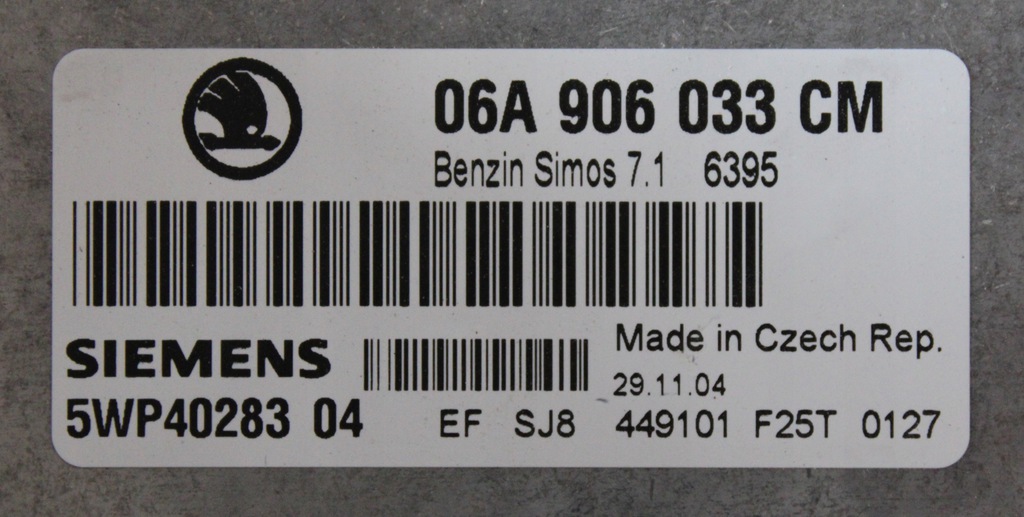 06A 906 033 CM
Benzin Simos 7.1 6395
SIEMENS
Made in Czech Rep.
29.11.04
5WP40283 04
EF SJ8 449101 F25T 0127